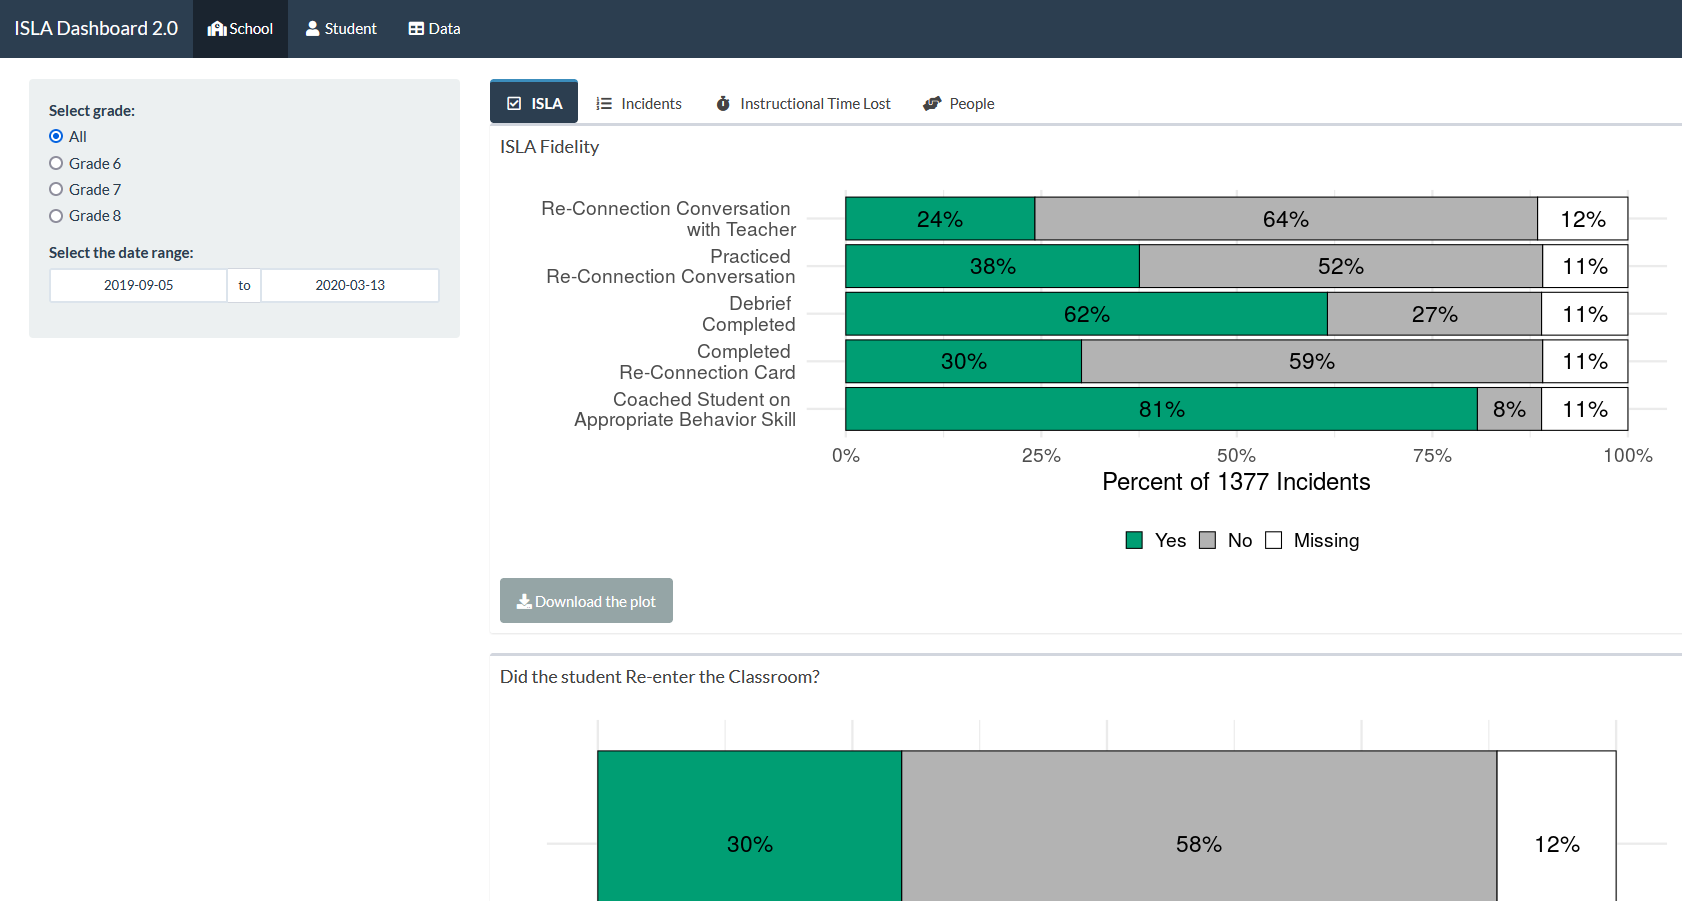 ISLA Dashboard 2.0
School
Student
Data
Select grade:
All
Grade 6
Grade 7
Grade 8
Select the date range:
2019-09-05 to 2020-03-13
ISLA
Incidents
Instructional Time Lost
People
ISLA Fidelity
Re-Connection Conversation
with Teacher
24% 64% 12%
Practiced
Re-Connection Conversation
38% 52% 11%
Debrief
Completed
62% 27% 11%
Completed
Re-Connection Card
30% 59% 11%
Coached Student on
Appropriate Behavior Skill
81% 8% 11%
0% 25% 50% 75% 100%
Percent of 1377 Incidents
Yes No Missing
Download the plot
Did the student Re-enter the Classroom?
30% 58% 12%